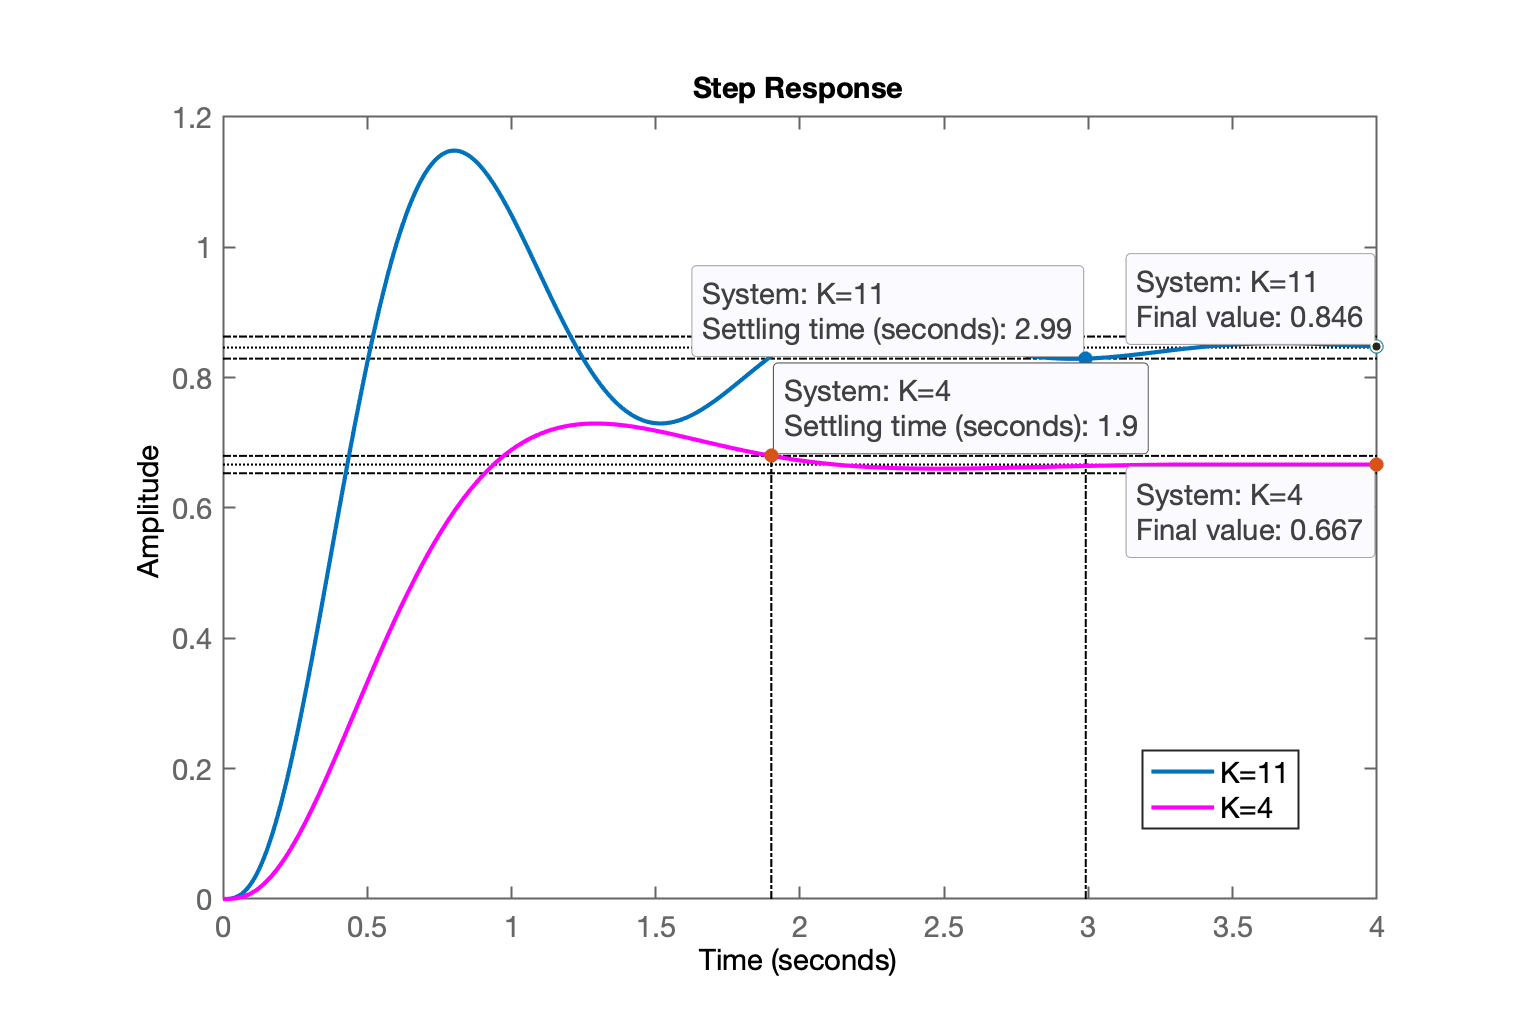 Step Response
1.2
1
0.8
0.6
0.4
0.2
0
Amplitude
System: K=11
Settling time (seconds): 2.99
System: K=11
Final value: 0.846
System: K=4
Settling time (seconds): 1.9
System: K=4
Final value: 0.667
K=11
K=4
0 0.5 1 1.5 2 2.5 3 3.5 4
Time (seconds)